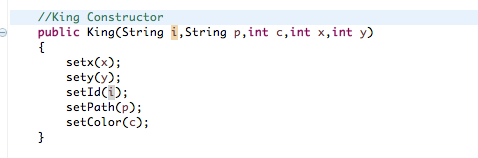 //King Constructor
public King(String i,String p,int c,int x,int y)
{
setx(x);
sety(y);
setId(i);
setPath(p);
setColor(c);
}